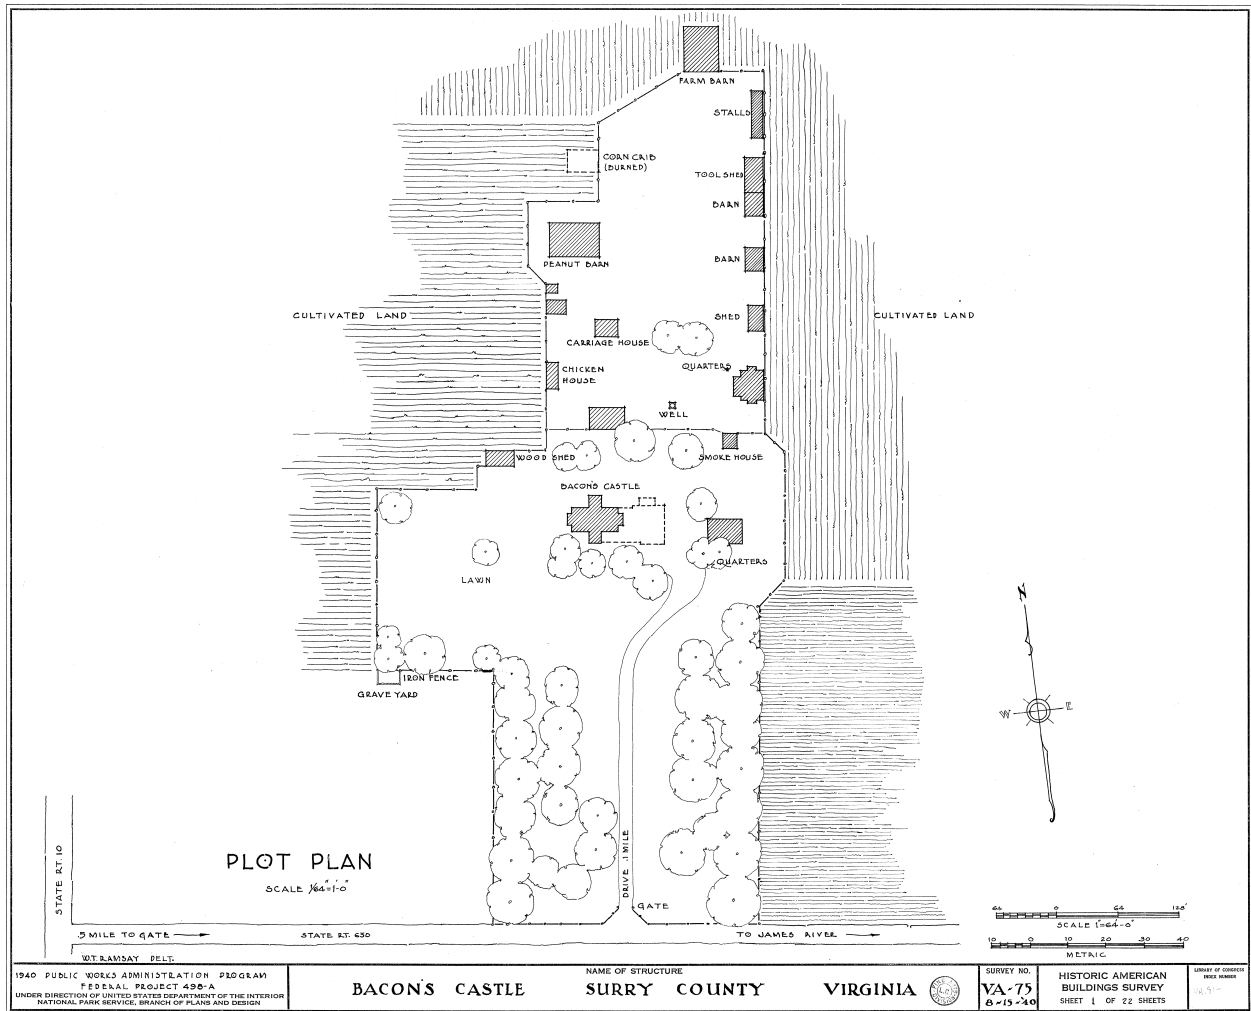 FARM BARN
STALLS
CORN CRIB
(BURNED)
TOOL SHED
BARN
PEANUT BARN
BARN
CULTIVATED LAND
SHED
CULTIVATED LAND
CARRIAGE HOUSE
QUARTERS
CHICKEN
HOUSE
WELL
WOOD SHED
SMOKE HOUSE
BACON'S CASTLE
QUARTERS
LAWN
N
IRON FENCE
GRAVE YARD
W
E
DRIVE .1 MILE
PLOT PLAN
SCALE 1/64"=1'-0"
STATE RT. 10
GATE
64 0 64 128'
SCALE 1"=64'-0"
.5 MILE TO GATE
STATE RT. 630
TO JAMES RIVER
10 0 10 20 30 40
METRIC
W.T. RAMSAY DELT.
1940 PUBLIC WORKS ADMINISTRATION PROGRAM
FEDERAL PROJECT 498-A
UNDER DIRECTION OF UNITED STATES DEPARTMENT OF THE INTERIOR
NATIONAL PARK SERVICE, BRANCH OF PLANS AND DESIGN
NAME OF STRUCTURE
BACON'S CASTLE SURRY COUNTY VIRGINIA
SURVEY NO.
VA-75
8-15-'40
HISTORIC AMERICAN
BUILDINGS SURVEY
SHEET 1 OF 22 SHEETS
LIBRARY OF CONGRESS
INDEX NUMBER